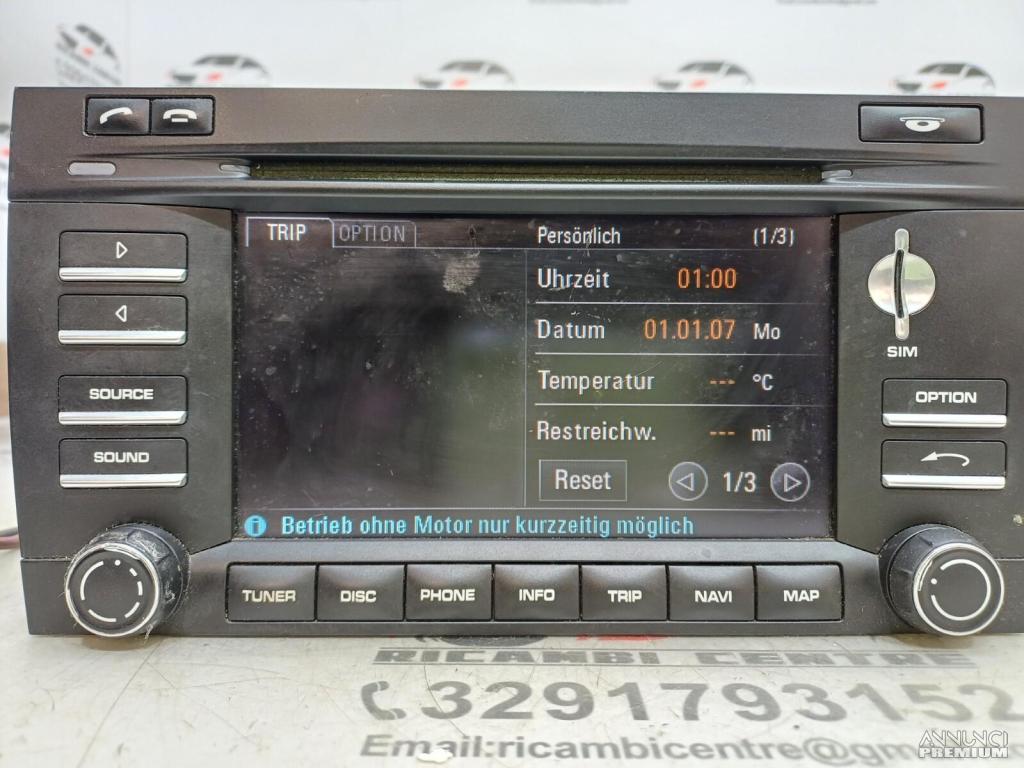 TRIP OPTION
Persönlich (1/3)
Uhrzeit 01:00
Datum 01.01.07 Mo
Temperatur --- °C
Restreichw. --- mi
Reset 1/3
Betrieb ohne Motor nur kurzzeitig möglich
SOURCE
SOUND
SIM
OPTION
TUNER DISC PHONE INFO TRIP NAVI MAP
RICAMBI CENTRE
3291793152
Email:ricambicentre@gm
ANNUNCI
PREMIUM